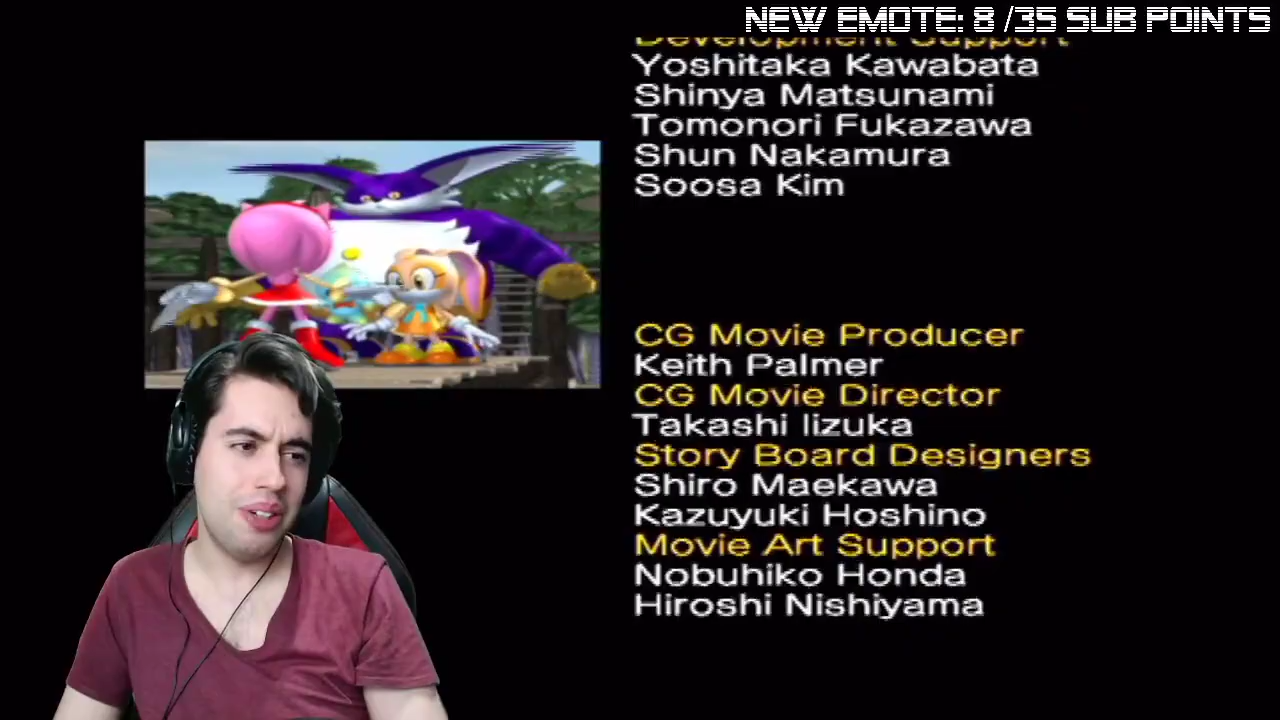 NEW EMOTE: 8 /35 SUB POINTS
Development Support
Yoshitaka Kawabata
Shinya Matsunami
Tomonori Fukazawa
Shun Nakamura
Soosa Kim
CG Movie Producer
Keith Palmer
CG Movie Director
Takashi Iizuka
Story Board Designers
Shiro Maekawa
Kazuyuki Hoshino
Movie Art Support
Nobuhiko Honda
Hiroshi Nishiyama